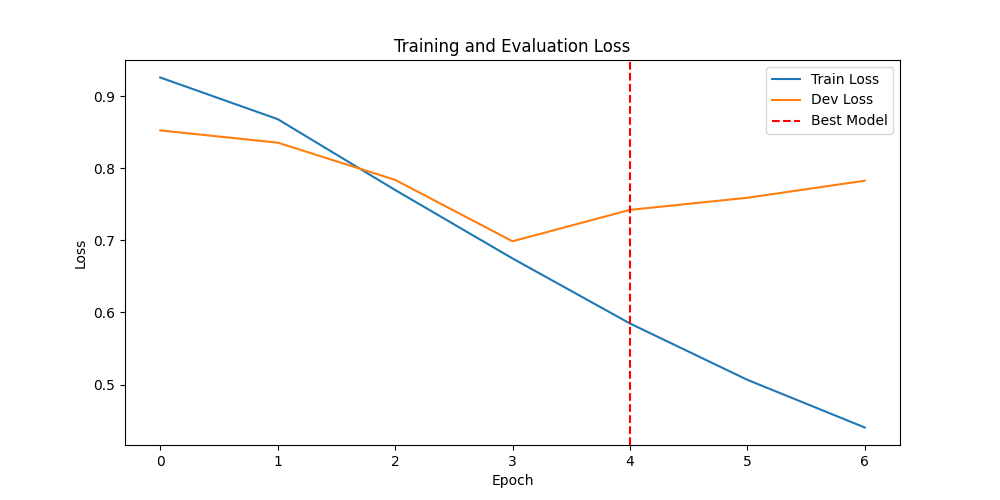 Training and Evaluation Loss
Train Loss
Dev Loss
Best Model
0.9
0.8
0.7
0.6
0.5
Loss
0 1 2 3 4 5 6
Epoch